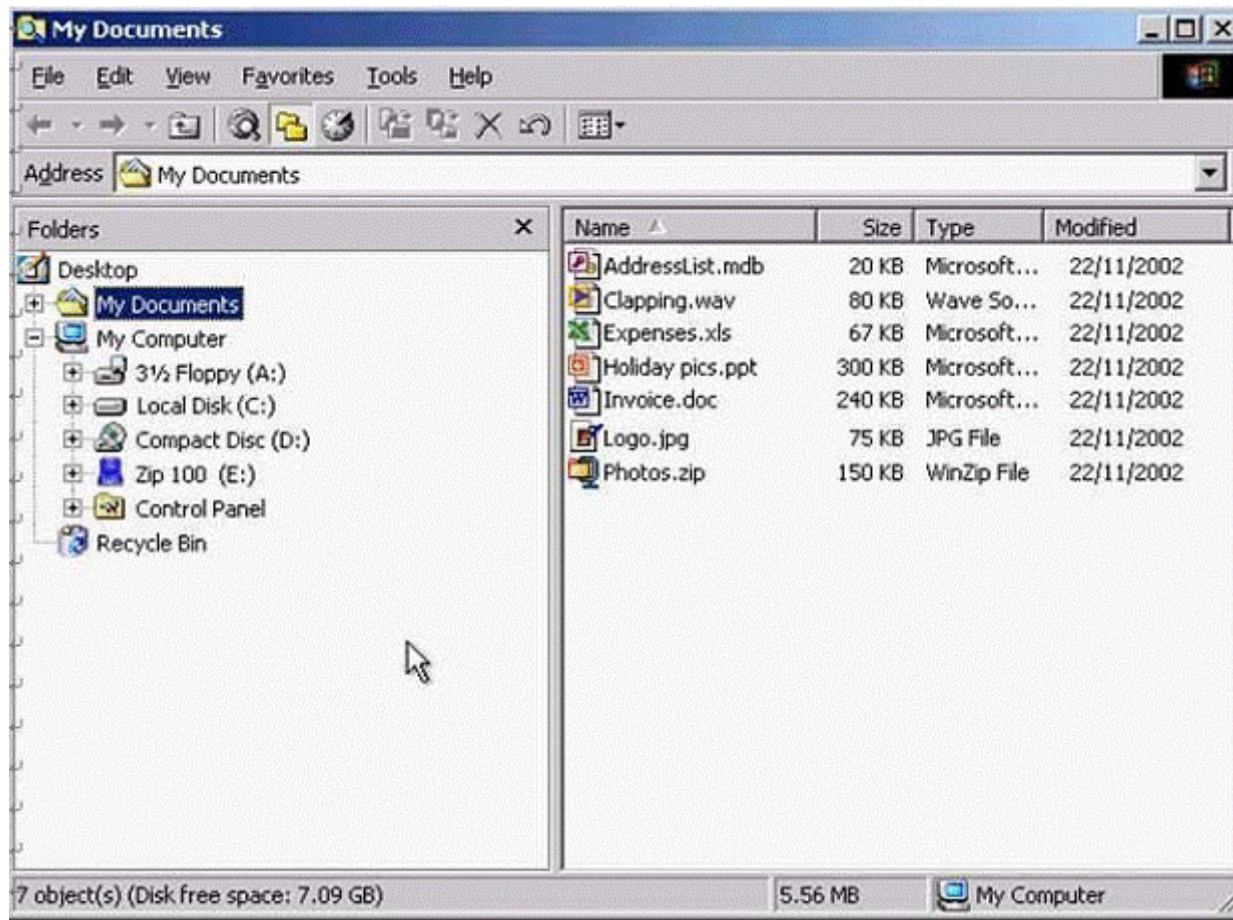 My Documents
File Edit View Favorites Tools Help
Address My Documents
Folders
Desktop
My Documents
My Computer
3½ Floppy (A:)
Local Disk (C:)
Compact Disc (D:)
Zip 100 (E:)
Control Panel
Recycle Bin
Name Size Type Modified
AddressList.mdb 20 KB Microsoft... 22/11/2002
Clapping.wav 80 KB Wave So... 22/11/2002
Expenses.xls 67 KB Microsoft... 22/11/2002
Holiday pics.ppt 300 KB Microsoft... 22/11/2002
Invoice.doc 240 KB Microsoft... 22/11/2002
Logo.jpg 75 KB JPG File 22/11/2002
Photos.zip 150 KB WinZip File 22/11/2002
7 object(s) (Disk free space: 7.09 GB) 5.56 MB My Computer